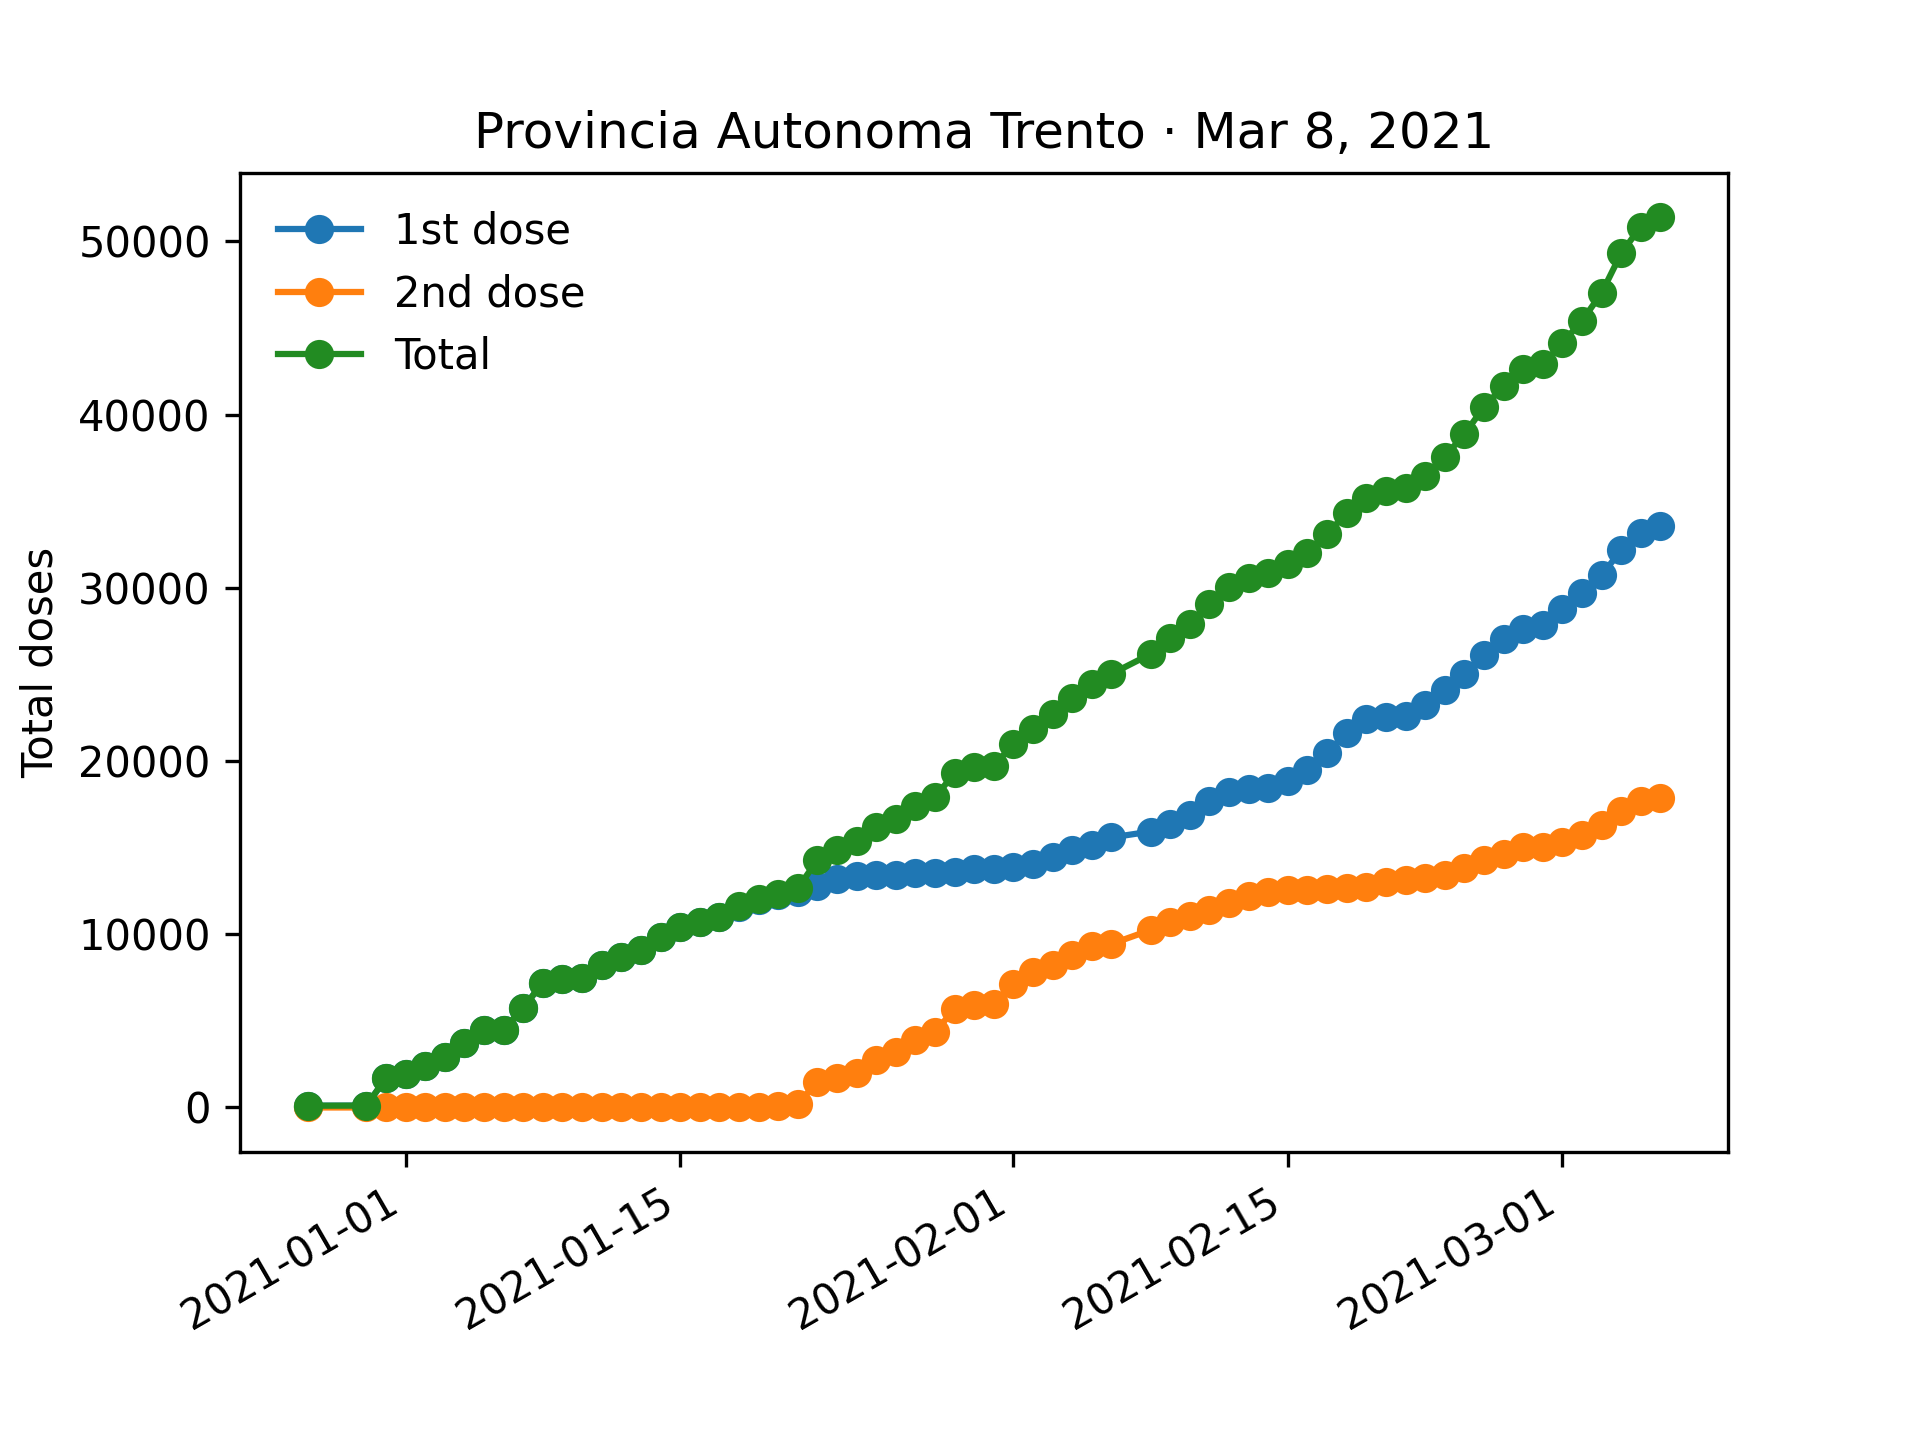 Provincia Autonoma Trento · Mar 8, 2021
1st dose
2nd dose
Total
Total doses
50000
40000
30000
20000
10000
0
2021-01-01
2021-01-15
2021-02-01
2021-02-15
2021-03-01